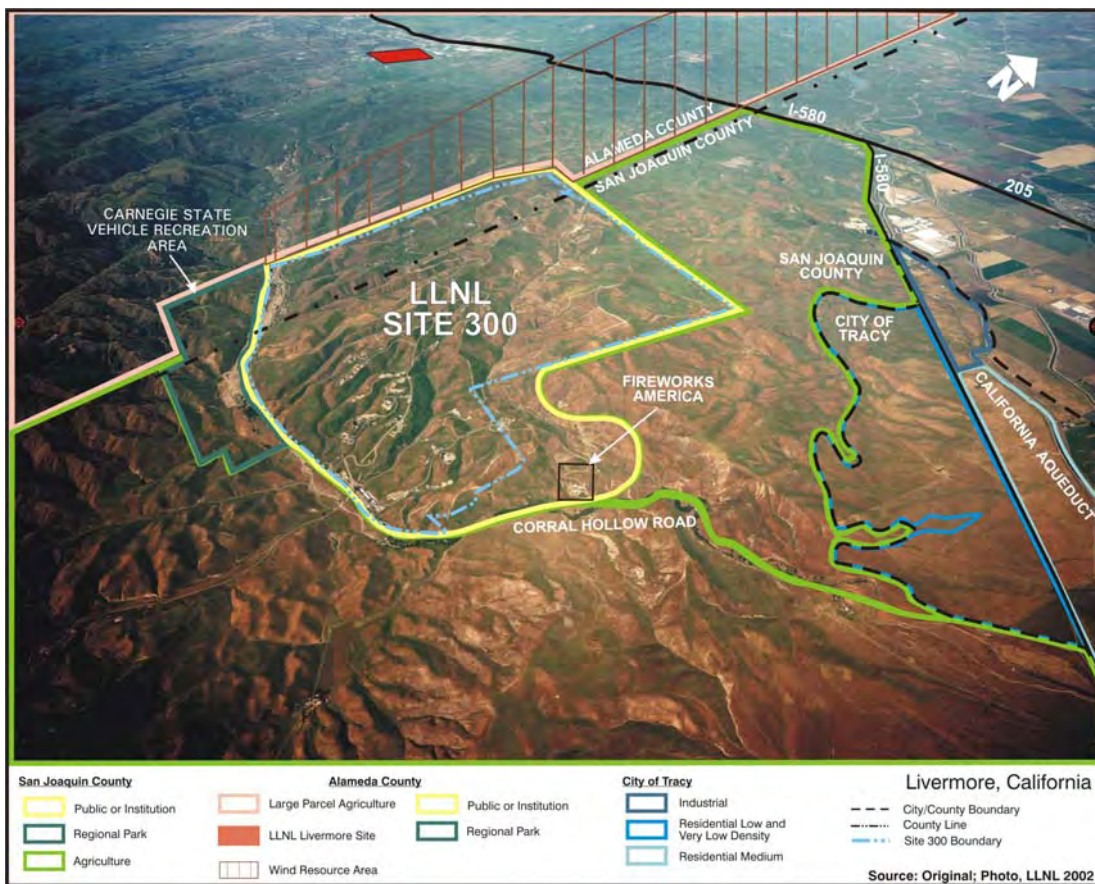 N
I-580
ALAMEDA COUNTY
SAN JOAQUIN COUNTY
I-580
205
CARNEGIE STATE
VEHICLE RECREATION
AREA
SAN JOAQUIN
COUNTY
LLNL
SITE 300
CITY OF
TRACY
FIREWORKS
AMERICA
CALIFORNIA AQUEDUCT
CORRAL HOLLOW ROAD
San Joaquin County
Public or Institution
Regional Park
Agriculture
Alameda County
Large Parcel Agriculture
LLNL Livermore Site
Wind Resource Area
Public or Institution
Regional Park
City of Tracy
Industrial
Residential Low and
Very Low Density
Residential Medium
Livermore, California
City/County Boundary
County Line
Site 300 Boundary
Source: Original; Photo, LLNL 2002